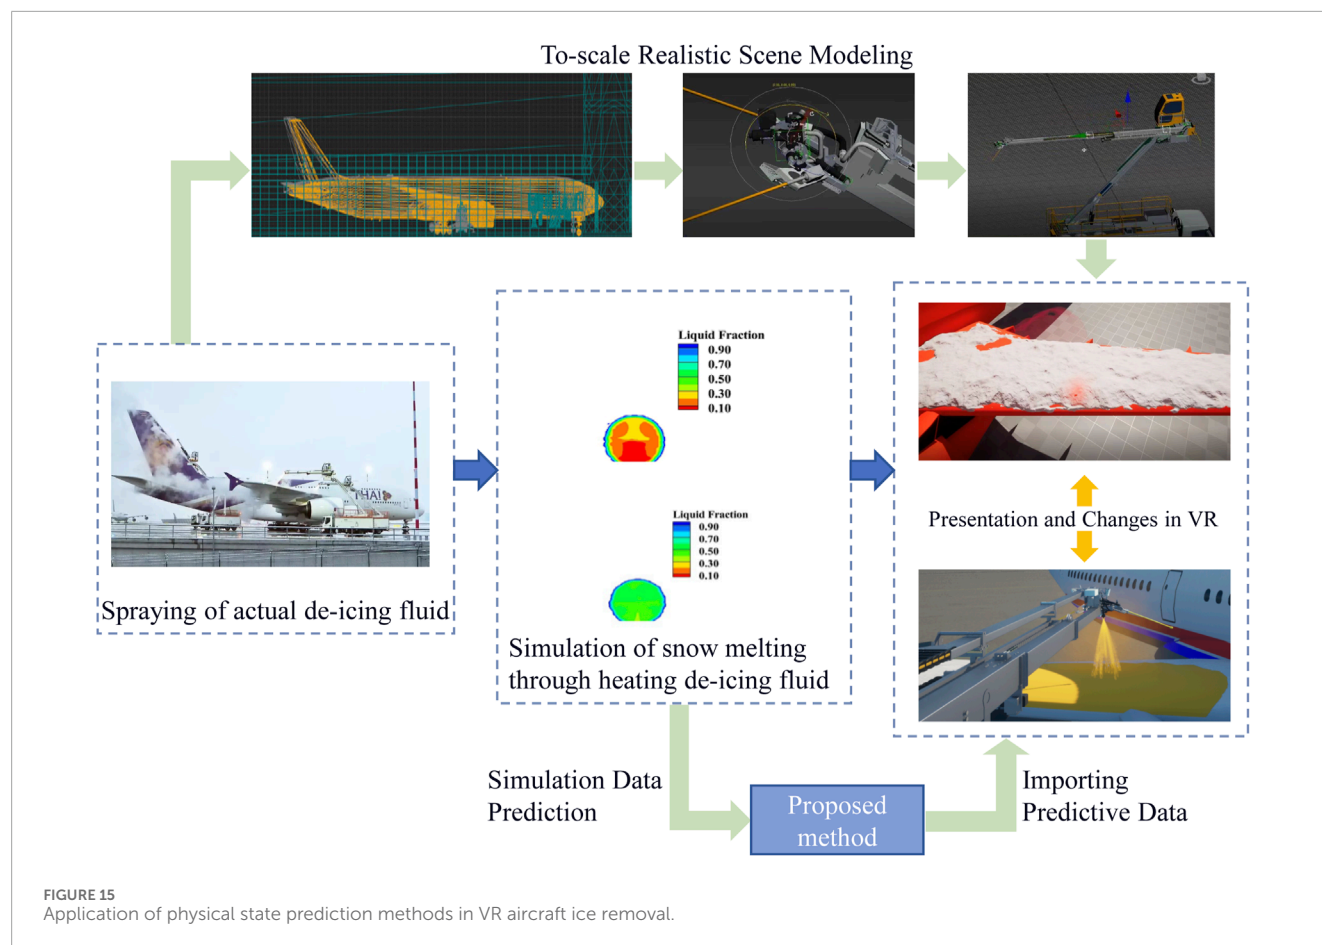 To-scale Realistic Scene Modeling
THAI
Spraying of actual de-icing fluid
Liquid Fraction
0.90
0.70
0.50
0.30
0.10
Liquid Fraction
0.90
0.70
0.50
0.30
0.10
Simulation of snow melting
through heating de-icing fluid
Presentation and Changes in VR
Simulation Data
Prediction
Proposed
method
Importing
Predictive Data
FIGURE 15
Application of physical state prediction methods in VR aircraft ice removal.